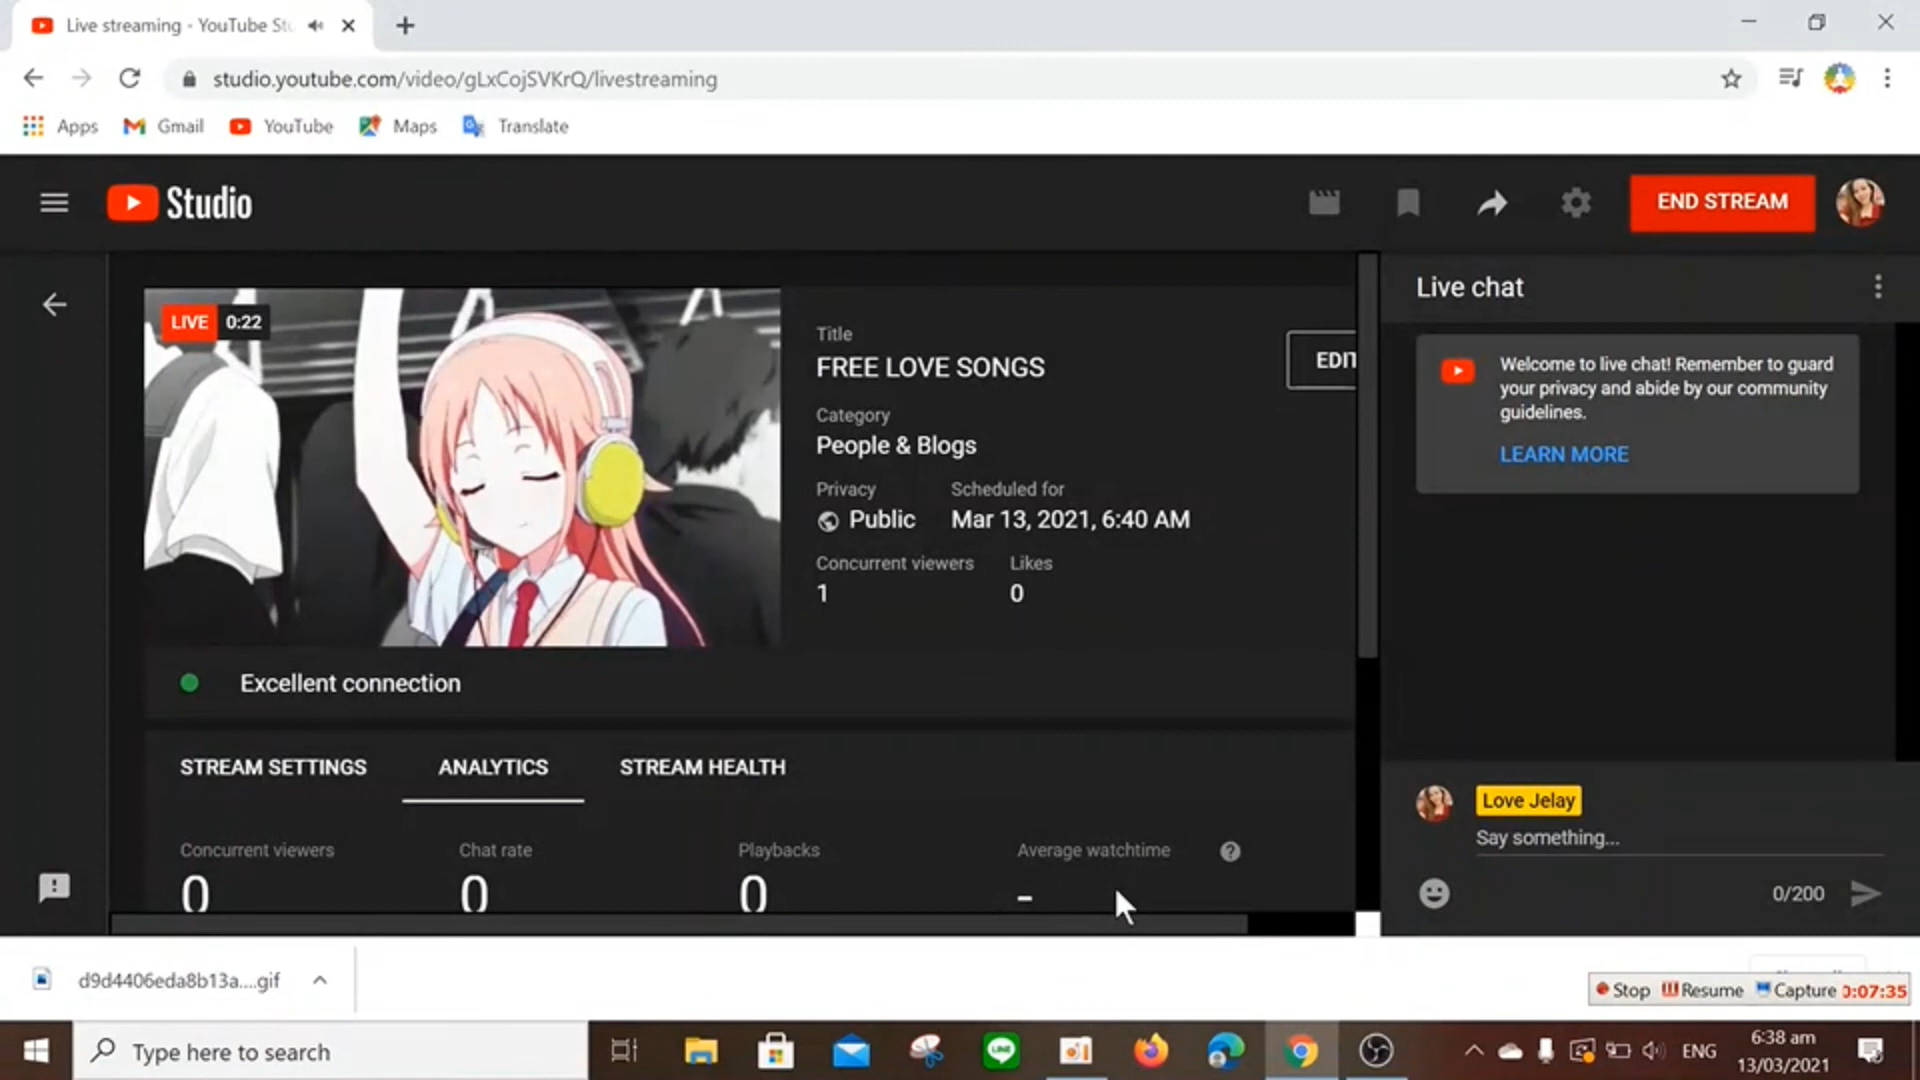 Live streaming - YouTube Stu
studio.youtube.com/video/gLxCojSVKrQ/livestreaming
Apps
Gmail
YouTube
Maps
Translate
Studio
END STREAM
LIVE 0:22
Title
FREE LOVE SONGS
EDIT
Category
People & Blogs
Privacy
Scheduled for
Public
Mar 13, 2021, 6:40 AM
Concurrent viewers
Likes
1
0
Excellent connection
STREAM SETTINGS
ANALYTICS
STREAM HEALTH
Concurrent viewers
Chat rate
Playbacks
Average watchtime
0
0
0
-
Live chat
Welcome to live chat! Remember to guard
your privacy and abide by our community
guidelines.
LEARN MORE
Love Jelay
Say something...
0/200
d9d4406eda8b13a....gif
Stop
Resume
Capture
0:07:35
Type here to search
LINE
ENG
6:38 am
13/03/2021